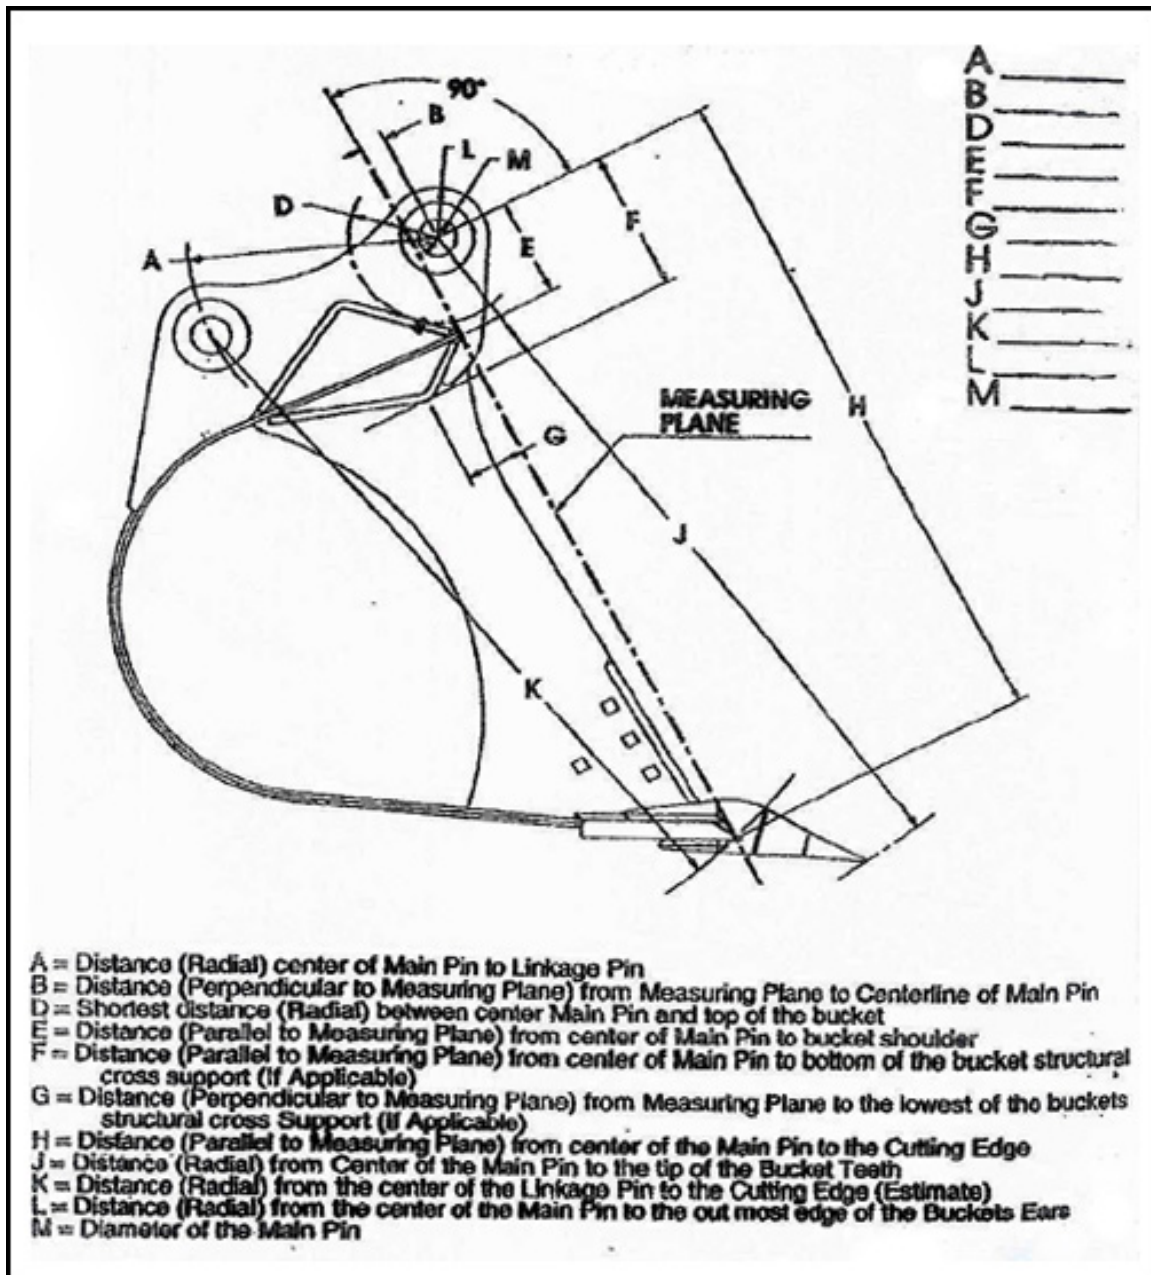 90°
B
L
M
D
A
F
E
H
MEASURING
PLANE
G
J
K
A
B
D
E
F
G
H
J
K
L
M
A = Distance (Radial) center of Main Pin to Linkage Pin
B = Distance (Perpendicular to Measuring Plane) from Measuring Plane to Centerline of Main Pin
D = Shortest distance (Radial) between center Main Pin and top of the bucket
E = Distance (Parallel to Measuring Plane) from center of Main Pin to bucket shoulder
F = Distance (Parallel to Measuring Plane) from center of Main Pin to bottom of the bucket structural
cross support (If Applicable)
G = Distance (Perpendicular to Measuring Plane) from Measuring Plane to the lowest of the buckets
structural cross Support (If Applicable)
H = Distance (Parallel to Measuring Plane) from center of the Main Pin to the Cutting Edge
J = Distance (Radial) from Center of the Main Pin to the tip of the Bucket Teeth
K = Distance (Radial) from the center of the Linkage Pin to the Cutting Edge (Estimate)
L = Distance (Radial) from the center of the Main Pin to the out most edge of the Buckets Ears
M = Diameter of the Main Pin